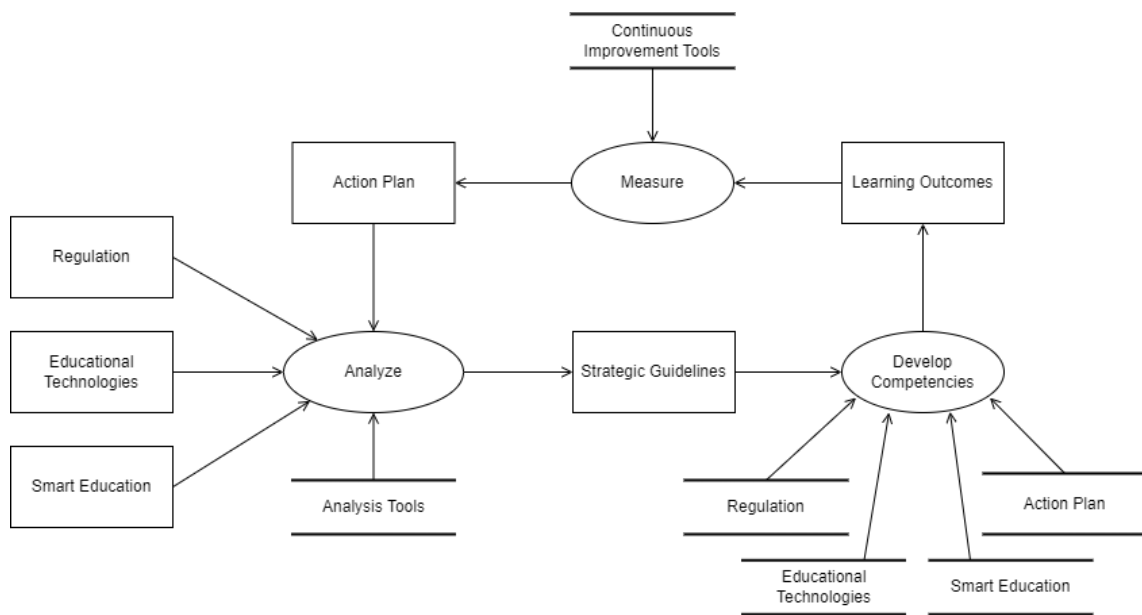 Continuous
Improvement Tools
Action Plan
Measure
Learning Outcomes
Regulation
Educational
Technologies
Analyze
Strategic Guidelines
Develop
Competencies
Smart Education
Analysis Tools
Regulation
Action Plan
Educational
Technologies
Smart Education